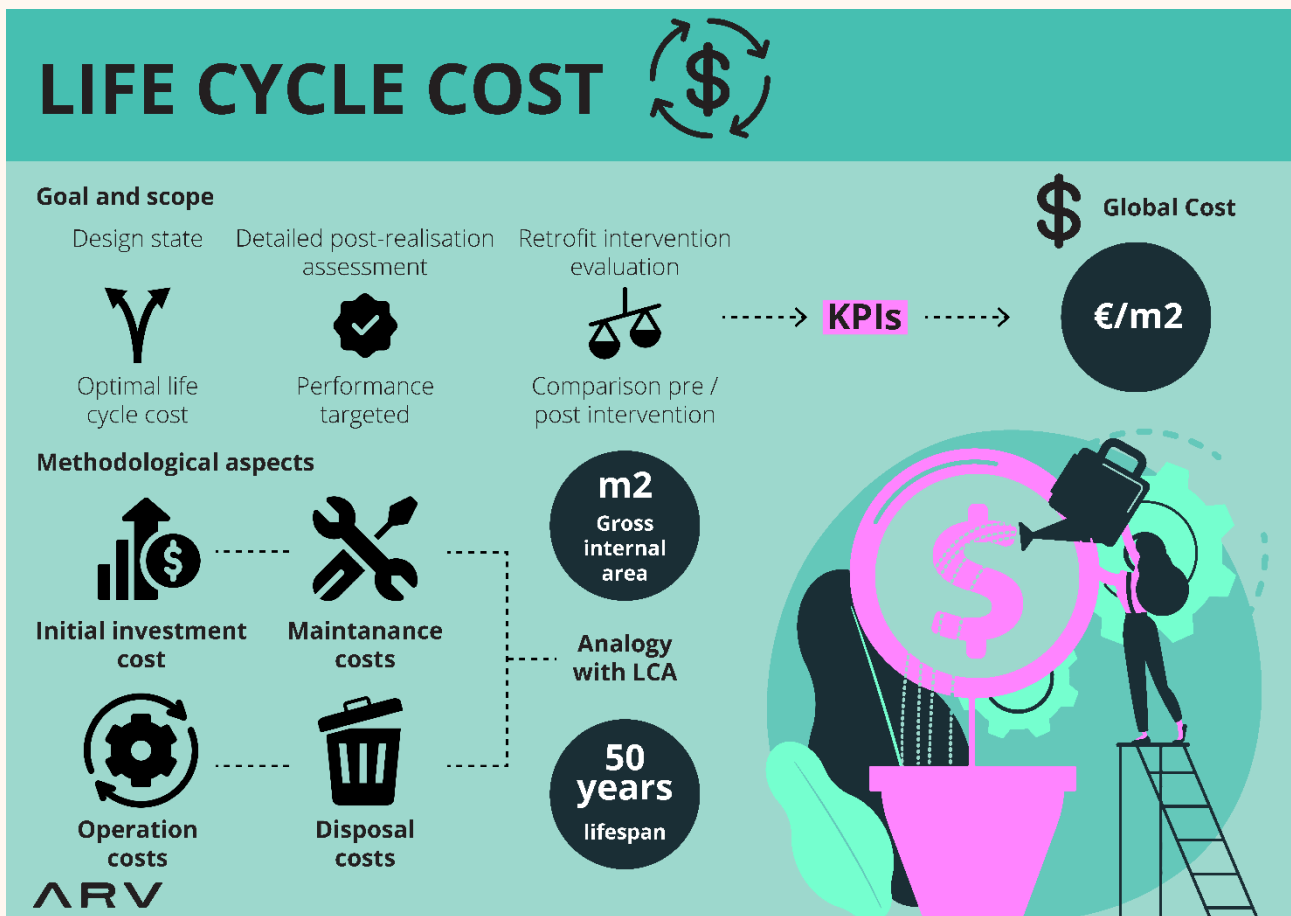 LIFE CYCLE COST
$
Goal and scope
Design state
Detailed post-realisation
assessment
Retrofit intervention
evaluation
Optimal life
cycle cost
Performance
targeted
Comparison pre /
post intervention
KPIs
$
Global Cost
€/m2
Methodological aspects
$
Initial investment
cost
Maintanance
costs
Operation
costs
Disposal
costs
m2
Gross
internal
area
Analogy
with LCA
50
years
lifespan
$
ARV